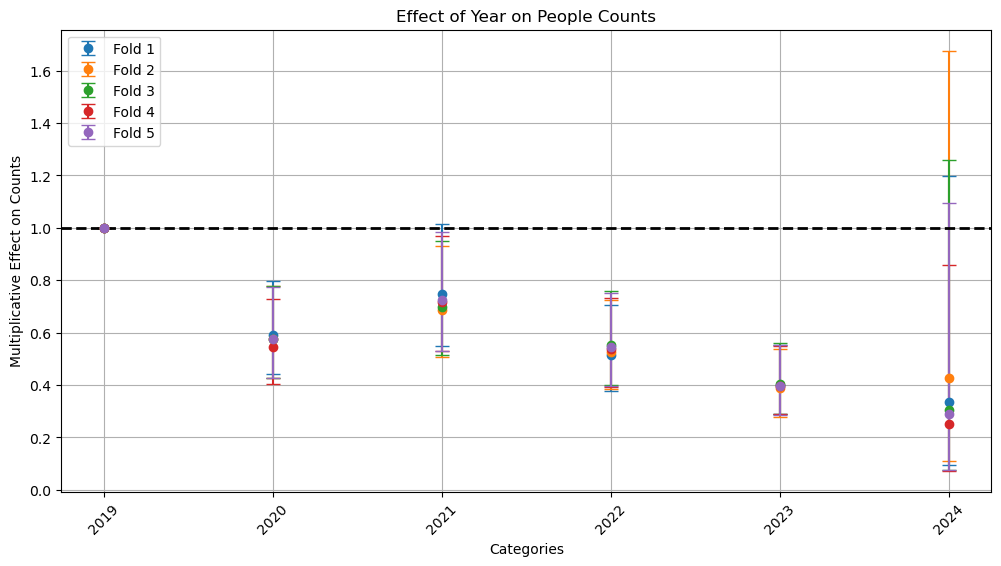 Effect of Year on People Counts
Fold 1
Fold 2
Fold 3
Fold 4
Fold 5
Multiplicative Effect on Counts
1.6
1.4
1.2
1.0
0.8
0.6
0.4
0.2
0.0
2019
2020
2021
2022
2023
2024
Categories